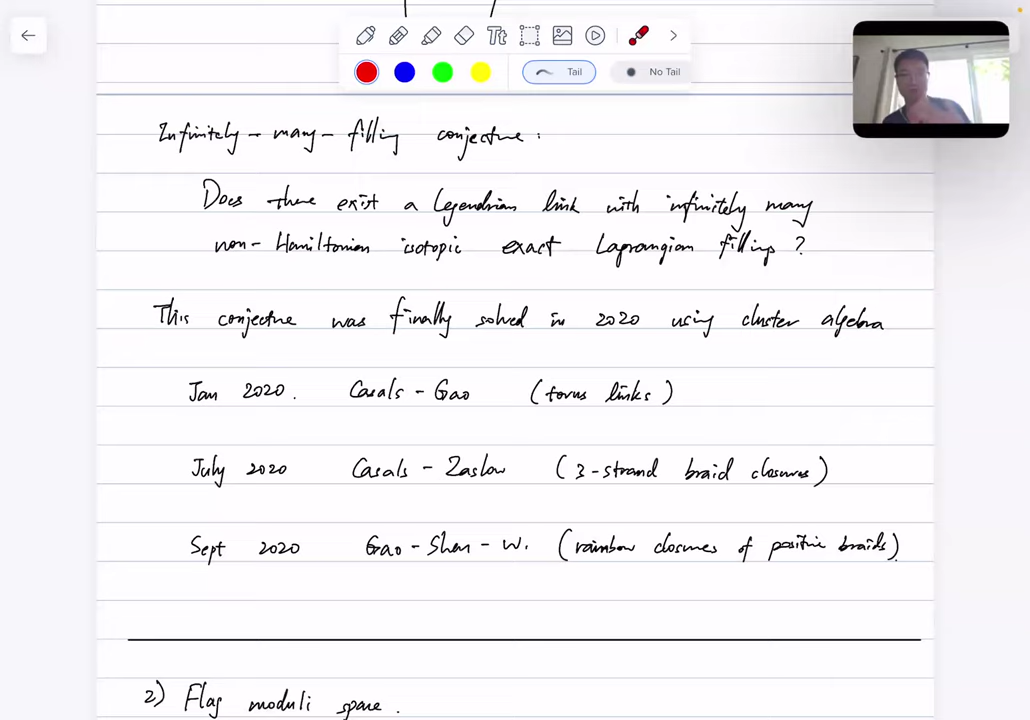 Tt
Tail
No Tail
Infinitely-many-filling conjecture:
Does there exist a Legendrian link with infinitely many
non-Hamiltonian isotopic exact Lagrangian filling?
This conjecture was finally solved in 2020 using cluster algebra
Jan 2020. Casals - Gao (torus links)
July 2020 Casals - Zaslow (3-strand braid closures)
Sept 2020 Gao - Shen - W. (rainbow closures of positive braids)
2) Flag moduli space.